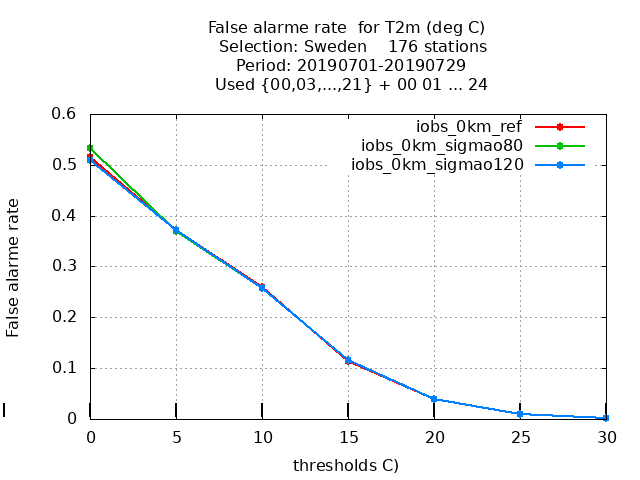 False alarme rate  for T2m (deg C)
Selection: Sweden    176 stations
Period: 20190701-20190729
Used {00,03,...,21} + 00 01 ... 24
iobs_0km_ref
iobs_0km_sigmao80
iobs_0km_sigmao120
False alarme rate
0.6
0.5
0.4
0.3
0.2
0.1
0
0 5 10 15 20 25 30
thresholds C)